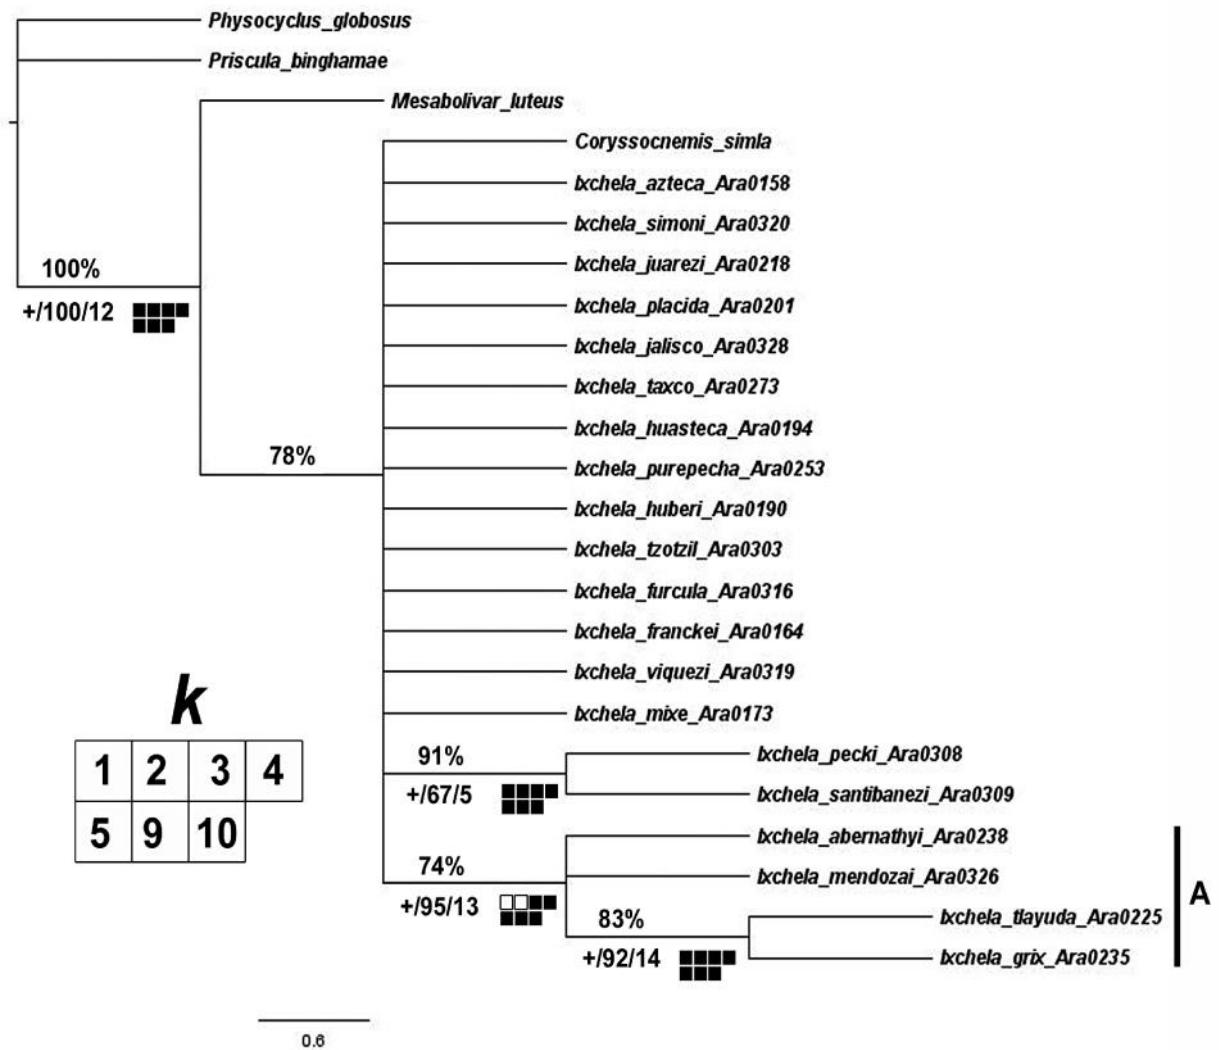 Physocyclus_globosus
Priscula_binghamae
Mesabolivar_luteus
Coryssocnemis_simla
Ixchela_azteca_Ara0158
Ixchela_simoni_Ara0320
Ixchela_juarezi_Ara0218
100%
+/100/12
Ixchela_placida_Ara0201
Ixchela_jalisco_Ara0328
Ixchela_taxco_Ara0273
Ixchela_huasteca_Ara0194
78%
Ixchela_purepecha_Ara0253
Ixchela_huberi_Ara0190
Ixchela_tzotzil_Ara0303
Ixchela_furcula_Ara0316
Ixchela_franckei_Ara0164
Ixchela_viquezi_Ara0319
Ixchela_mixe_Ara0173
k
1 2 3 4
5 9 10
91%
+/67/5
Ixchela_pecki_Ara0308
Ixchela_santibanezi_Ara0309
Ixchela_abernathyi_Ara0238
74%
+/95/13
Ixchela_mendozai_Ara0326
A
83%
+/92/14
Ixchela_tlayuda_Ara0225
Ixchela_grix_Ara0235
0.6